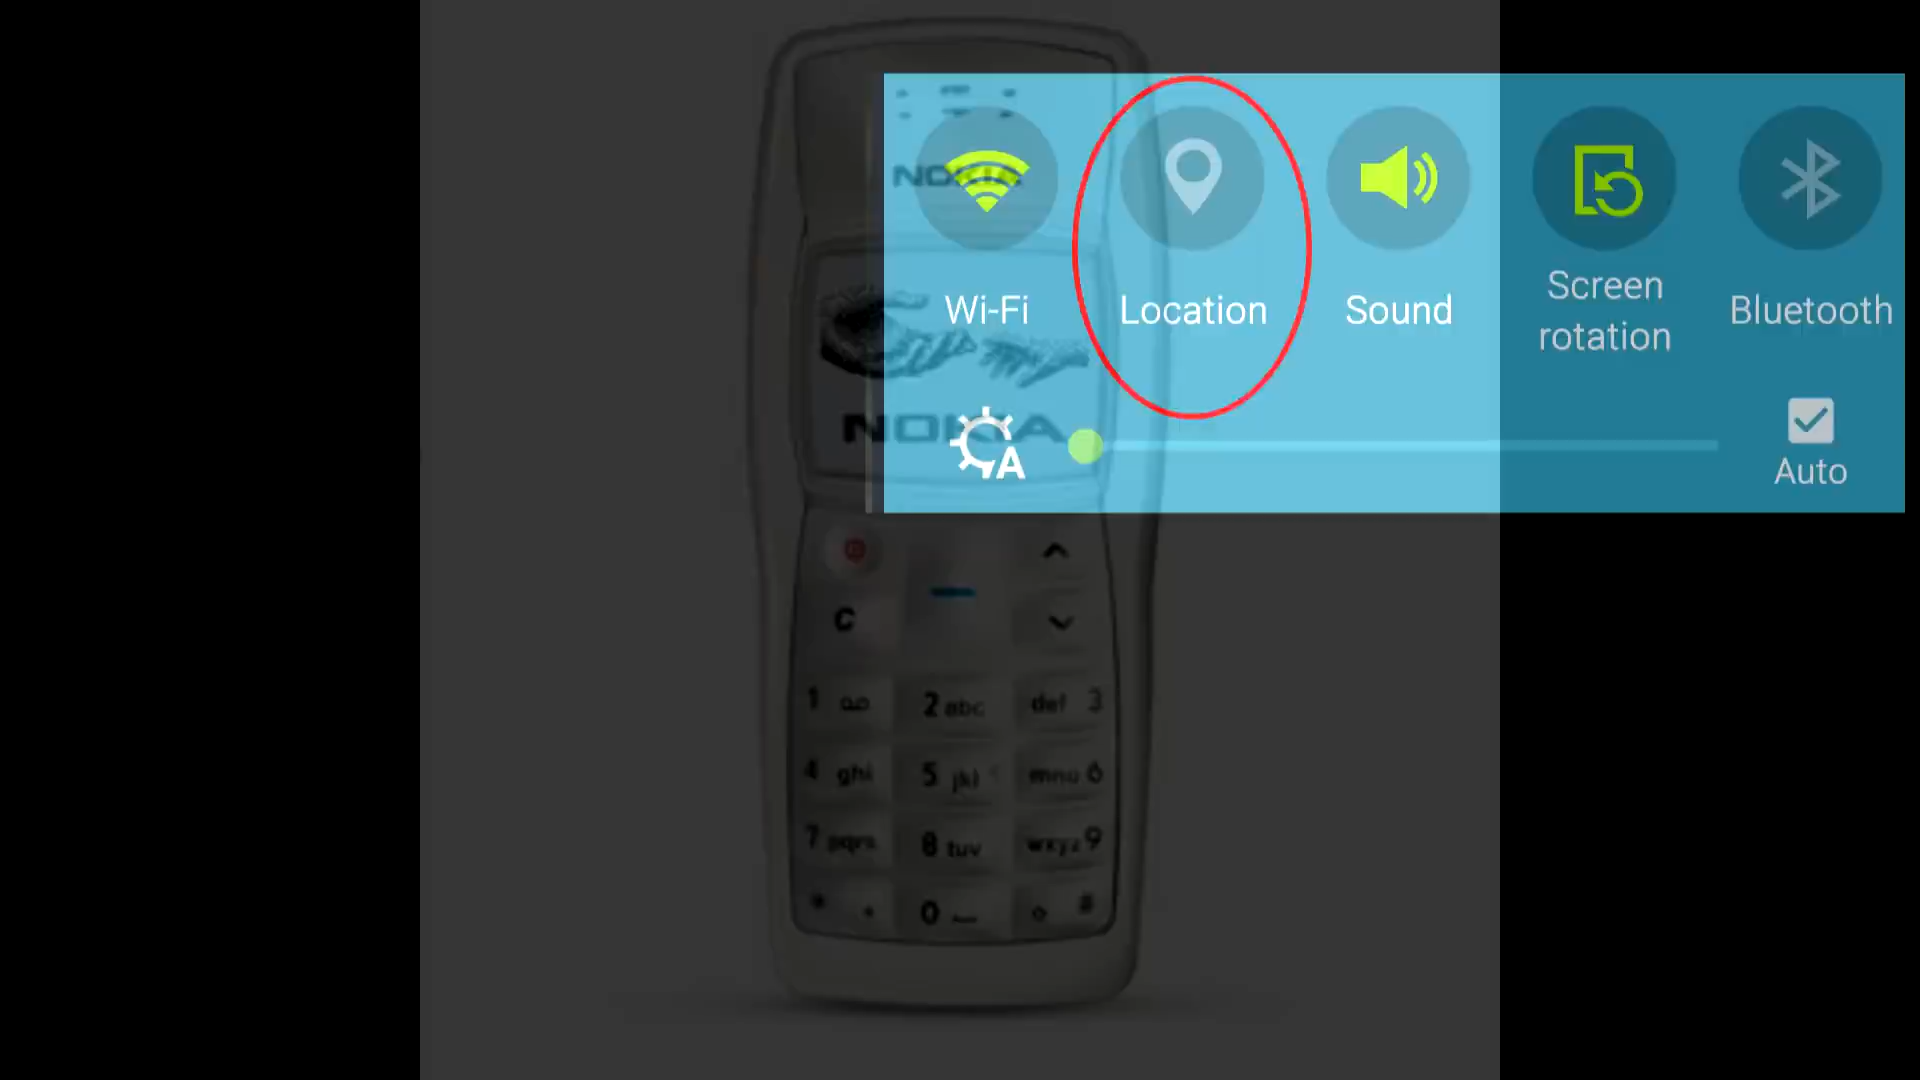 NOKIA
Wi-Fi
Location
Sound
Screen
rotation
Bluetooth
NOKIA
A
Auto
C
1
2 abc
def 3
4 ghi
5 jkl
mno 6
7 pqrs
8 tuv
wxyz 9
*
0
#